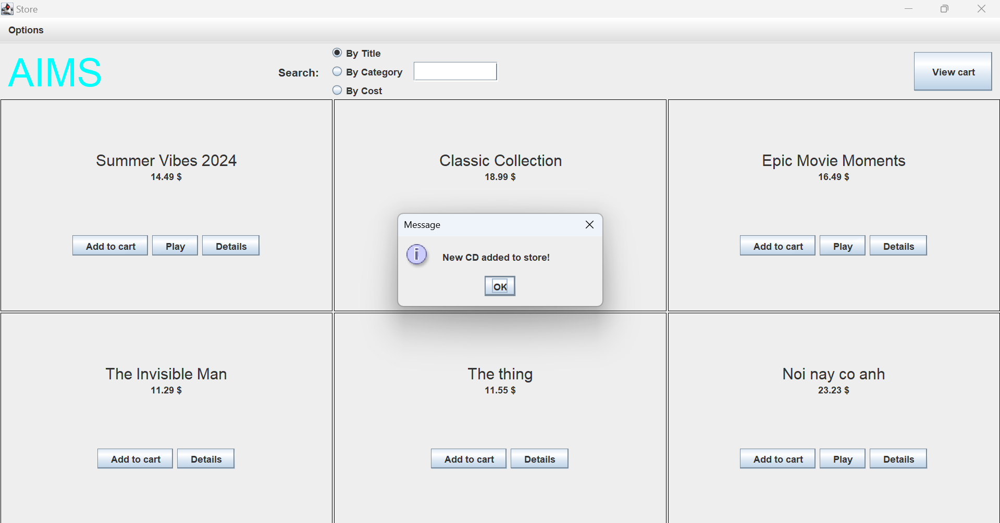 Store
Options
AIMS
Search:
By Title
By Category
By Cost
View cart
Summer Vibes 2024
14.49 $
Add to cart
Play
Details
Classic Collection
18.99 $
Epic Movie Moments
16.49 $
Add to cart
Play
Details
Message
i
New CD added to store!
OK
The Invisible Man
11.29 $
Add to cart
Details
The thing
11.55 $
Add to cart
Details
Noi nay co anh
23.23 $
Add to cart
Play
Details